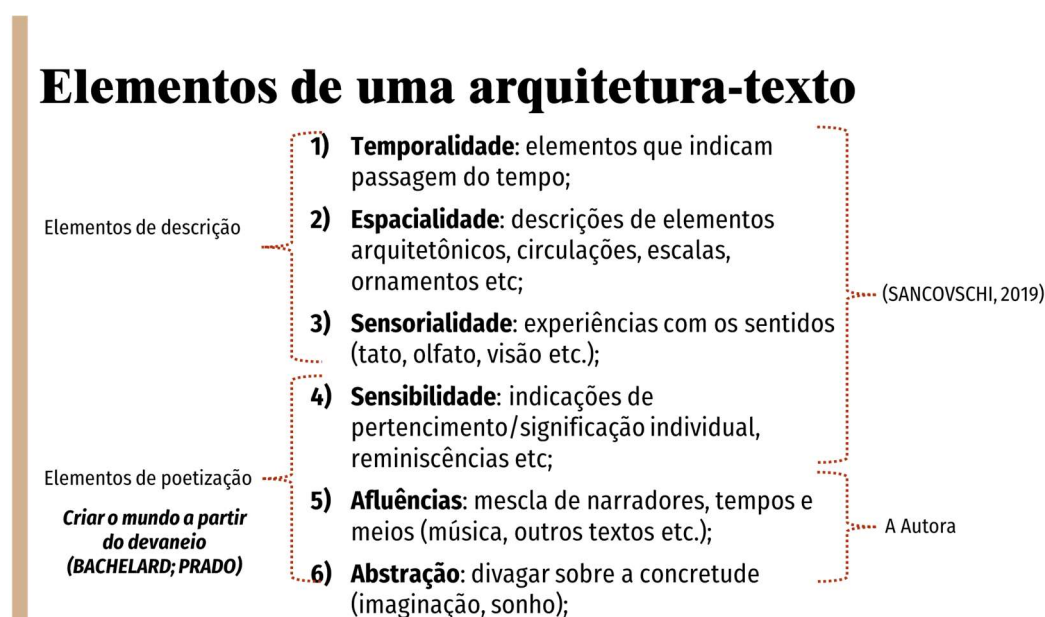 Elementos de uma arquitetura-texto
Elementos de descrição
1) Temporalidade: elementos que indicam
passagem do tempo;
2) Espacialidade: descrições de elementos
arquitetônicos, circulações, escalas,
ornamentos etc;
3) Sensorialidade: experiências com os sentidos
(tato, olfato, visão etc.);
4) Sensibilidade: indicações de
pertencimento/significação individual,
reminiscências etc;
(SANCOVSCHI, 2019)
Elementos de poetização
Criar o mundo a partir
do devaneio
(BACHELARD; PRADO)
5) Afluências: mescla de narradores, tempos e
meios (música, outros textos etc.);
6) Abstração: divagar sobre a concretude
(imaginação, sonho);
A Autora